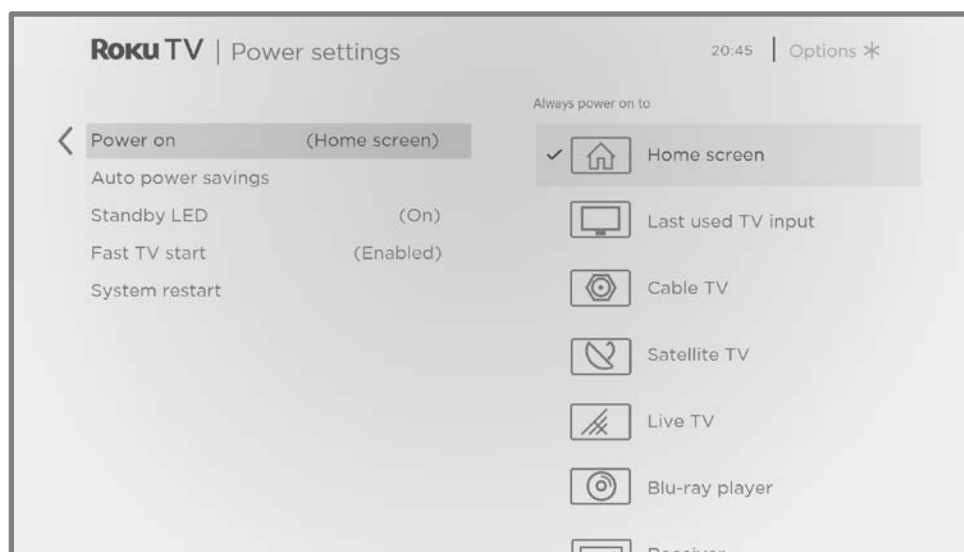 Roku TV | Power settings
20:45 | Options
Always power on to
Power on (Home screen)
Auto power savings
Standby LED (On)
Fast TV start (Enabled)
System restart
Home screen
Last used TV input
Cable TV
Satellite TV
Live TV
Blu-ray player